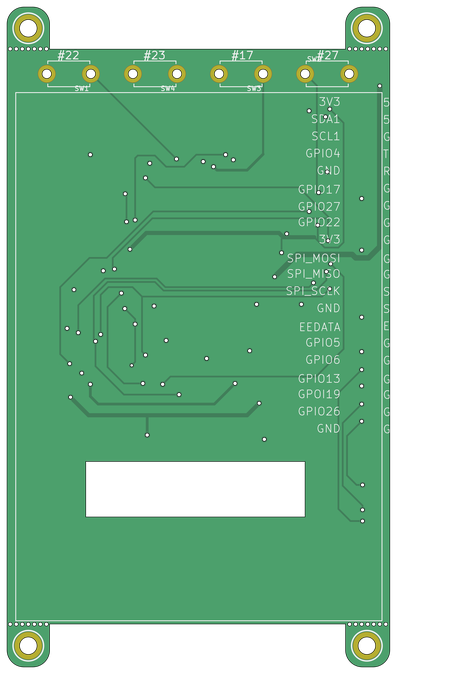 #22 #23 #17 #27
SW1 SW4 SW3 SW2
3V3 5
SDA1 5
SCL1 G
GPIO4 T
GND R
GPIO17 G
GPIO27 G
GPIO22 G
3V3 G
SPI_MOSI G
SPI_MISO G
SPI_SCLK S
GND S
EEDATA E
GPIO5 G
GPIO6 G
GPIO13 G
GPOI19 G
GPIO26 G
GND G